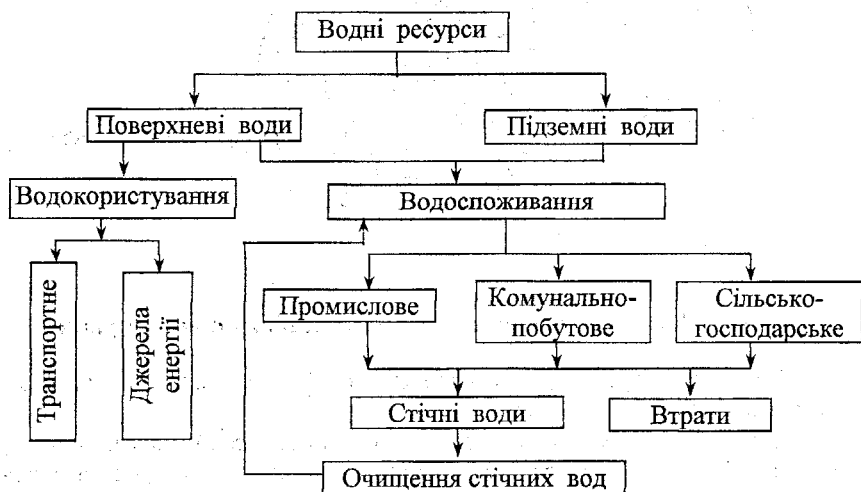 Водні ресурси
Поверхневі води
Підземні води
Водокористування
Водоспоживання
Транспортне
Джерела
енергії
Промислове
Комунально-
побутове
Сільсько-
господарське
Стічні води
Втрати
Очищення стічних вод